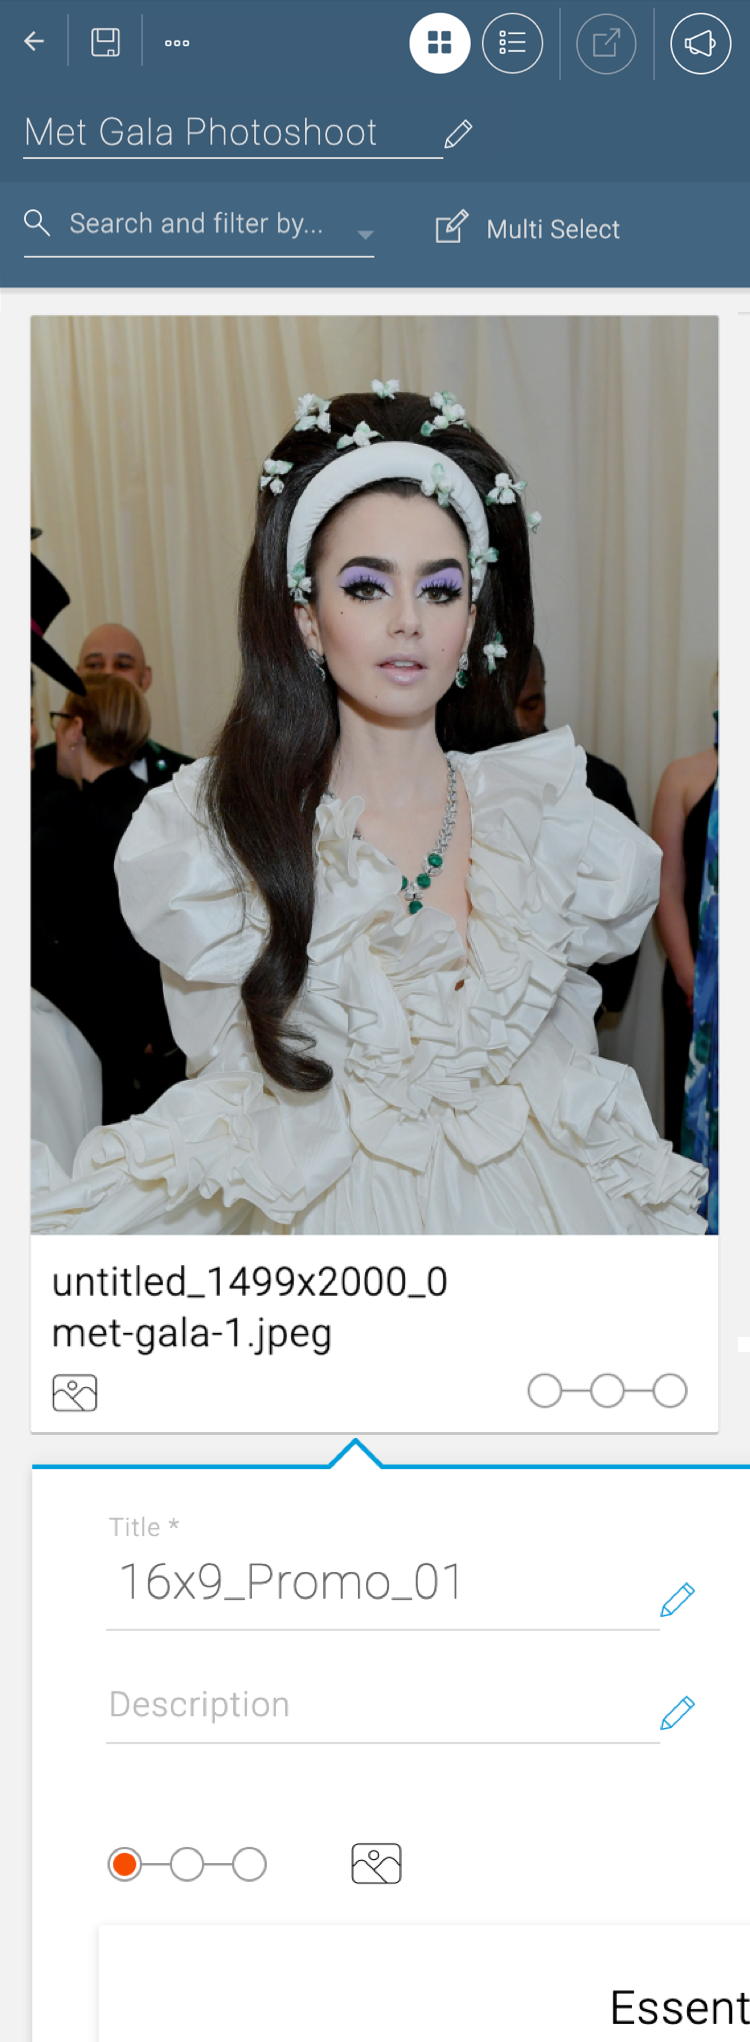 Met Gala Photoshoot
Search and filter by...
Multi Select
untitled_1499x2000_0
met-gala-1.jpeg
Title *
16x9_Promo_01
Description
Essent